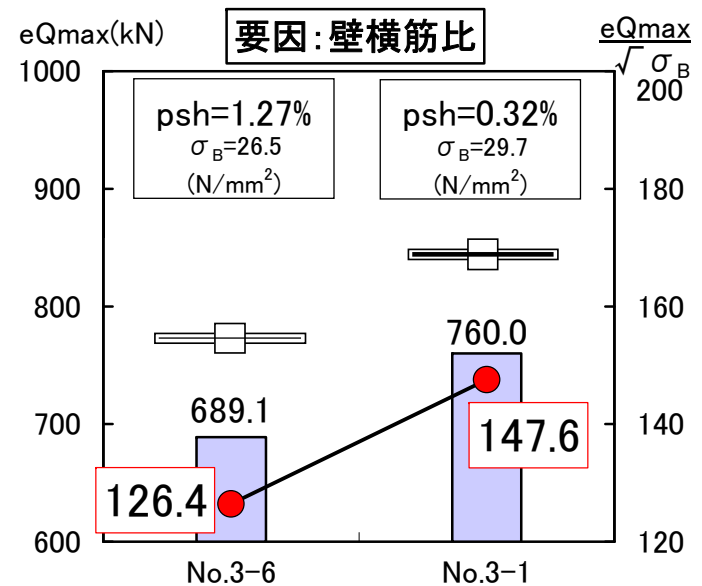 eQmax(kN)
要因:壁横筋比
eQmax
√σB
1000
900
800
700
600
200
180
160
140
120
psh=1.27%
σB=26.5
(N/mm²)
psh=0.32%
σB=29.7
(N/mm²)
689.1
760.0
126.4
147.6
No.3-6
No.3-1